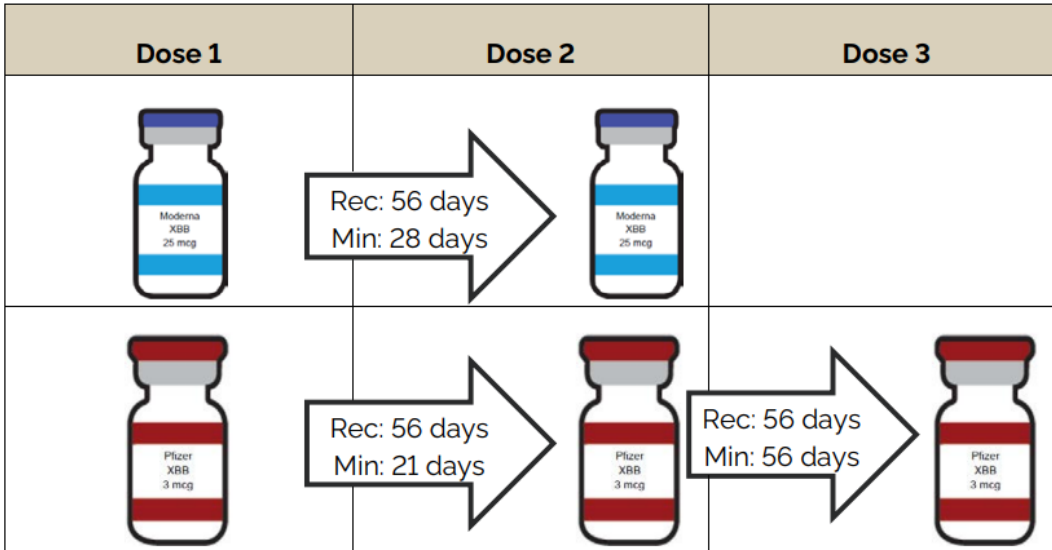 Dose 1
Dose 2
Dose 3
Moderna
XBB
25 mcg
Rec: 56 days
Min: 28 days
Moderna
XBB
25 mcg
Pfizer
XBB
3 mcg
Rec: 56 days
Min: 21 days
Pfizer
XBB
3 mcg
Rec: 56 days
Min: 56 days
Pfizer
XBB
3 mcg